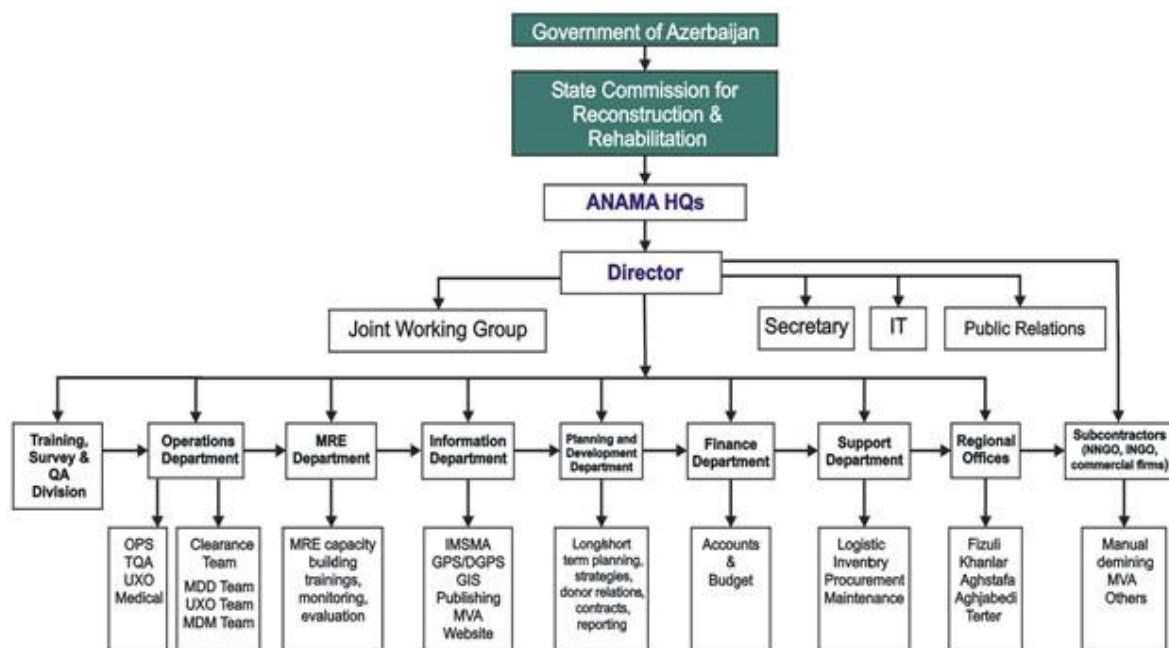 Government of Azerbaijan
State Commission for
Reconstruction &
Rehabilitation
ANAMA HQs
Director
Joint Working Group
Secretary
IT
Public Relations
Training,
Survey &
QA
Division
Operations
Department
MRE
Department
Information
Department
Planning and
Development
Department
Finance
Department
Support
Department
Regional
Offices
Subcontractors
(NNGO, INGO,
commercial firms)
OPS
TQA
UXO
Medical
Clearance
Team
MDD Team
UXO Team
MDM Team
MRE capacity
building
trainings,
monitoring,
evaluation
IMSMA
GPS/DGPS
GIS
Publishing
MVA
Website
Long/short
term planning,
strategies,
donor relations,
contracts,
reporting
Accounts
&
Budget
Logistic
Inventory
Procurement
Maintenance
Fizuli
Khanlar
Aghstafa
Aghjabedi
Terter
Manual
demining
MVA
Others